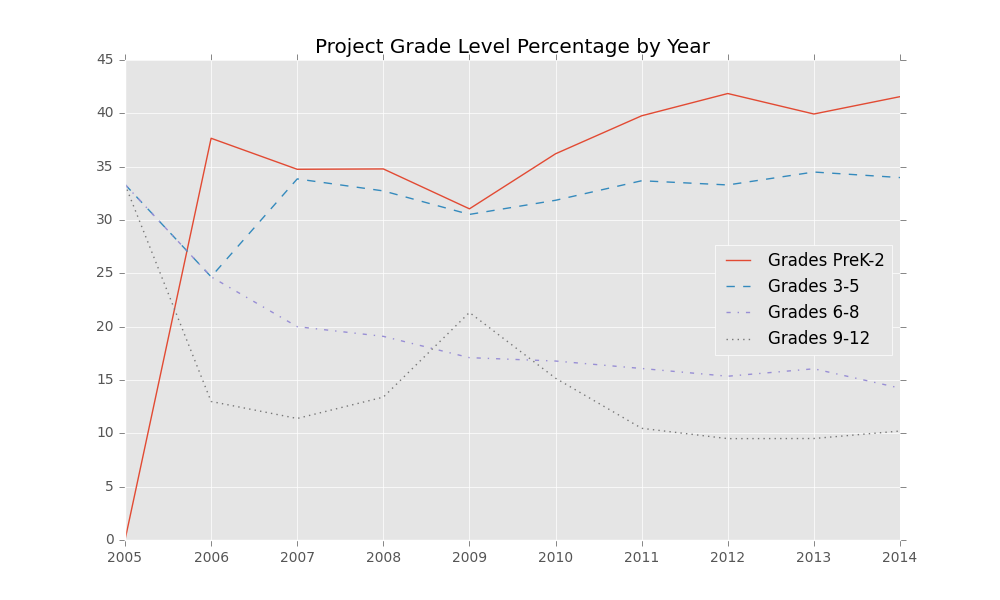 Project Grade Level Percentage by Year
45
40
35
30
25
20
15
10
5
0
2005 2006 2007 2008 2009 2010 2011 2012 2013 2014
Grades PreK-2
Grades 3-5
Grades 6-8
Grades 9-12